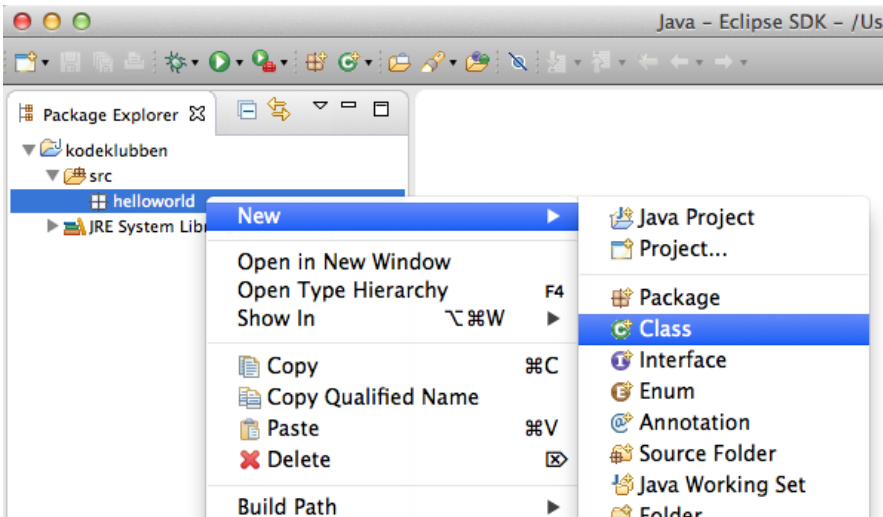 Java – Eclipse SDK – /Us
Package Explorer
kodeklubben
src
helloworld
JRE System Lib
New
Open in New Window
Open Type Hierarchy F4
Show In ⌥⌘W
Copy ⌘C
Copy Qualified Name
Paste ⌘V
Delete ⌦
Build Path
Java Project
Project...
Package
Class
Interface
Enum
Annotation
Source Folder
Java Working Set
Folder